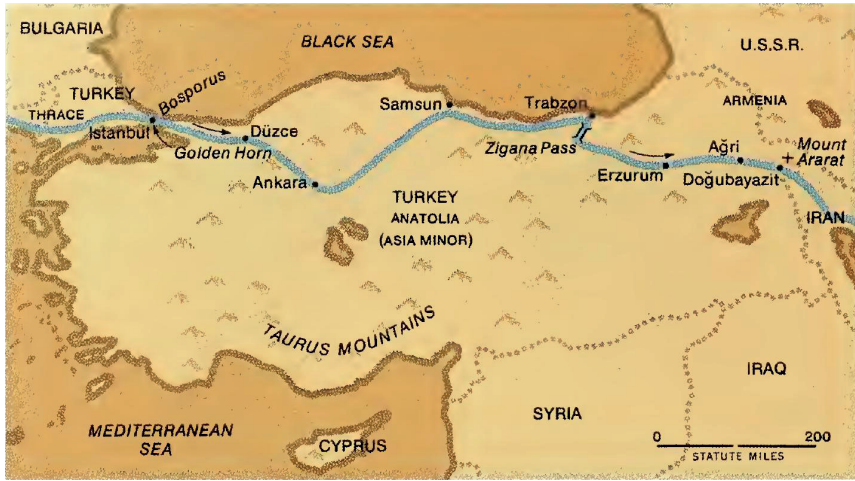 BULGARIA
BLACK SEA
U.S.S.R.
TURKEY
Bosporus
THRACE
Istanbul
Golden Horn
Düzce
Samsun
Trabzon
ARMENIA
Zigana Pass
Ağri
Mount
Ararat
Erzurum
Doğubayazit
Ankara
TURKEY
ANATOLIA
(ASIA MINOR)
IRAN
TAURUS MOUNTAINS
IRAQ
SYRIA
MEDITERRANEAN
SEA
CYPRUS
0 200
STATUTE MILES